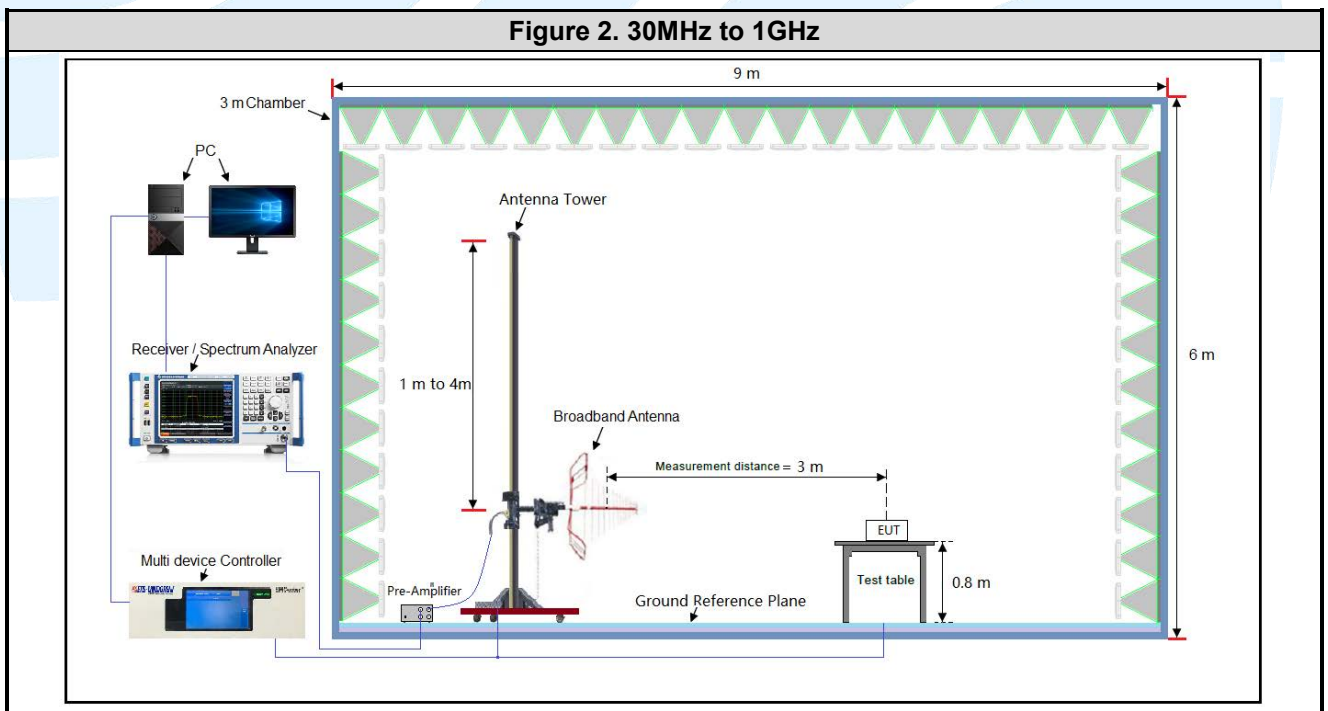 Figure 2. 30MHz to 1GHz
9 m
3 m Chamber
PC
Antenna Tower
Receiver / Spectrum Analyzer
6 m
1 m to 4m
Broadband Antenna
Measurement distance = 3 m
EUT
Multi device Controller
Test table
0.8 m
Pre-Amplifier
Ground Reference Plane